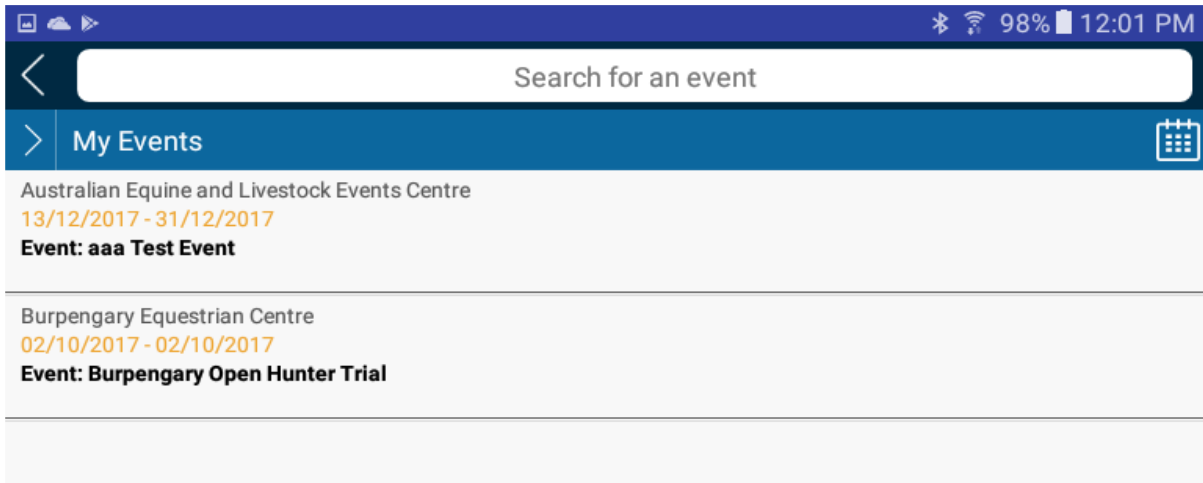 98% 12:01 PM
Search for an event
My Events
Australian Equine and Livestock Events Centre
13/12/2017 - 31/12/2017
Event: aaa Test Event
Burpengary Equestrian Centre
02/10/2017 - 02/10/2017
Event: Burpengary Open Hunter Trial